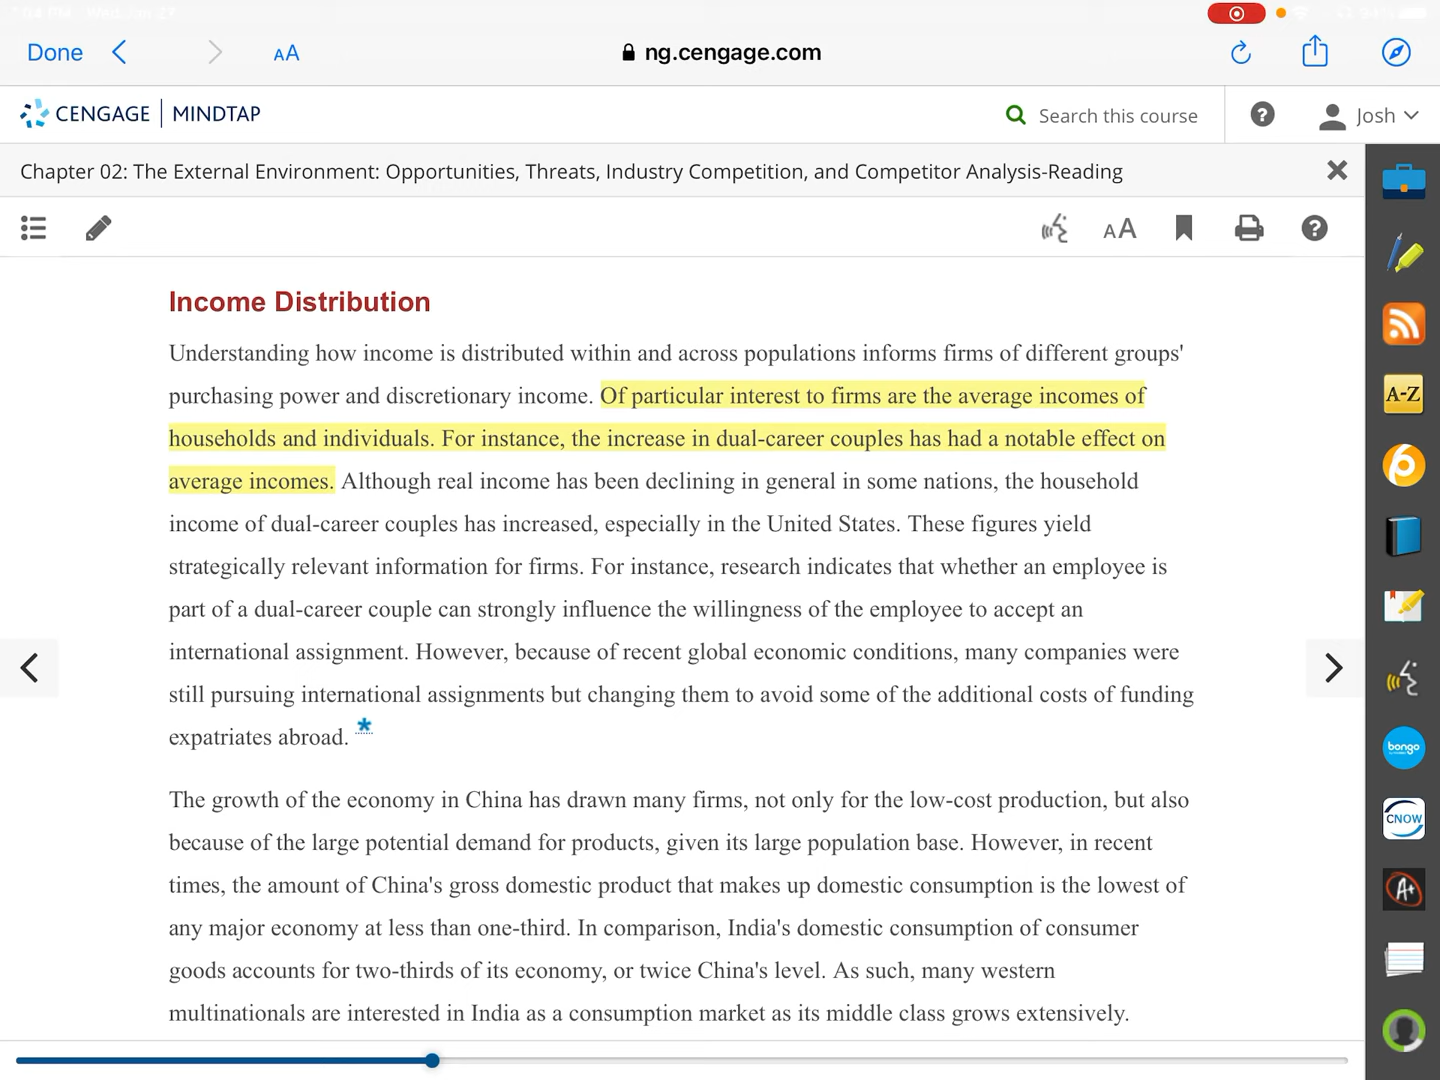 Wed Jan 27
Done
AA
ng.cengage.com
CENGAGE | MINDTAP
Search this course
Josh
Chapter 02: The External Environment: Opportunities, Threats, Industry Competition, and Competitor Analysis-Reading
AA
Income Distribution
Understanding how income is distributed within and across populations informs firms of different groups'
purchasing power and discretionary income. Of particular interest to firms are the average incomes of
households and individuals. For instance, the increase in dual-career couples has had a notable effect on
average incomes. Although real income has been declining in general in some nations, the household
income of dual-career couples has increased, especially in the United States. These figures yield
strategically relevant information for firms. For instance, research indicates that whether an employee is
part of a dual-career couple can strongly influence the willingness of the employee to accept an
international assignment. However, because of recent global economic conditions, many companies were
still pursuing international assignments but changing them to avoid some of the additional costs of funding
expatriates abroad. *
The growth of the economy in China has drawn many firms, not only for the low-cost production, but also
because of the large potential demand for products, given its large population base. However, in recent
times, the amount of China's gross domestic product that makes up domestic consumption is the lowest of
any major economy at less than one-third. In comparison, India's domestic consumption of consumer
goods accounts for two-thirds of its economy, or twice China's level. As such, many western
multinationals are interested in India as a consumption market as its middle class grows extensively.
A-Z
bongo
CNOW
A+